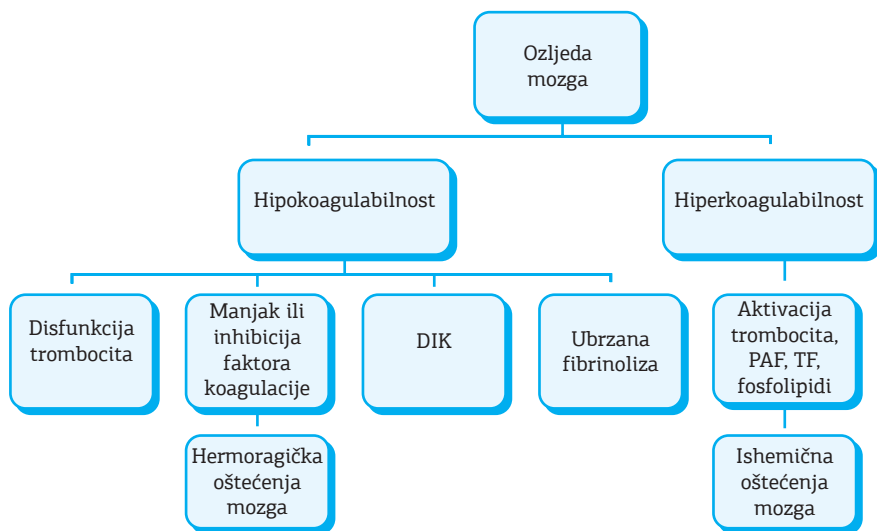 Ozljeda
mozga
Hipokoagulabilnost
Hiperkoagulabilnost
Disfunkcija
trombocita
Manjak ili
inhibicija
faktora
koagulacije
DIK
Ubrzana
fibrinoliza
Aktivacija
trombocita,
PAF, TF,
fosfolipidi
Hermoragička
oštećenja
mozga
Ishemična
oštećenja
mozga